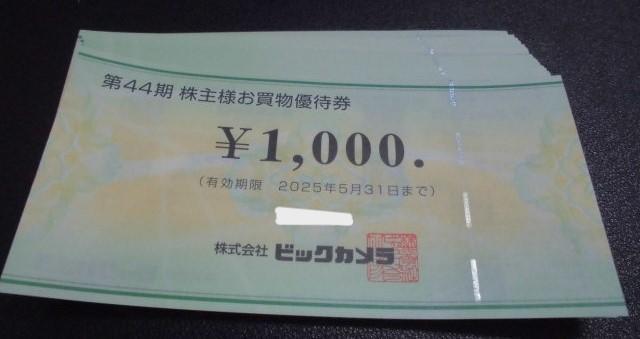 第44期 株主様お買物優待券
¥1,000.
（有効期限　2025年5月31日まで）
株式会社 ビックカメラ